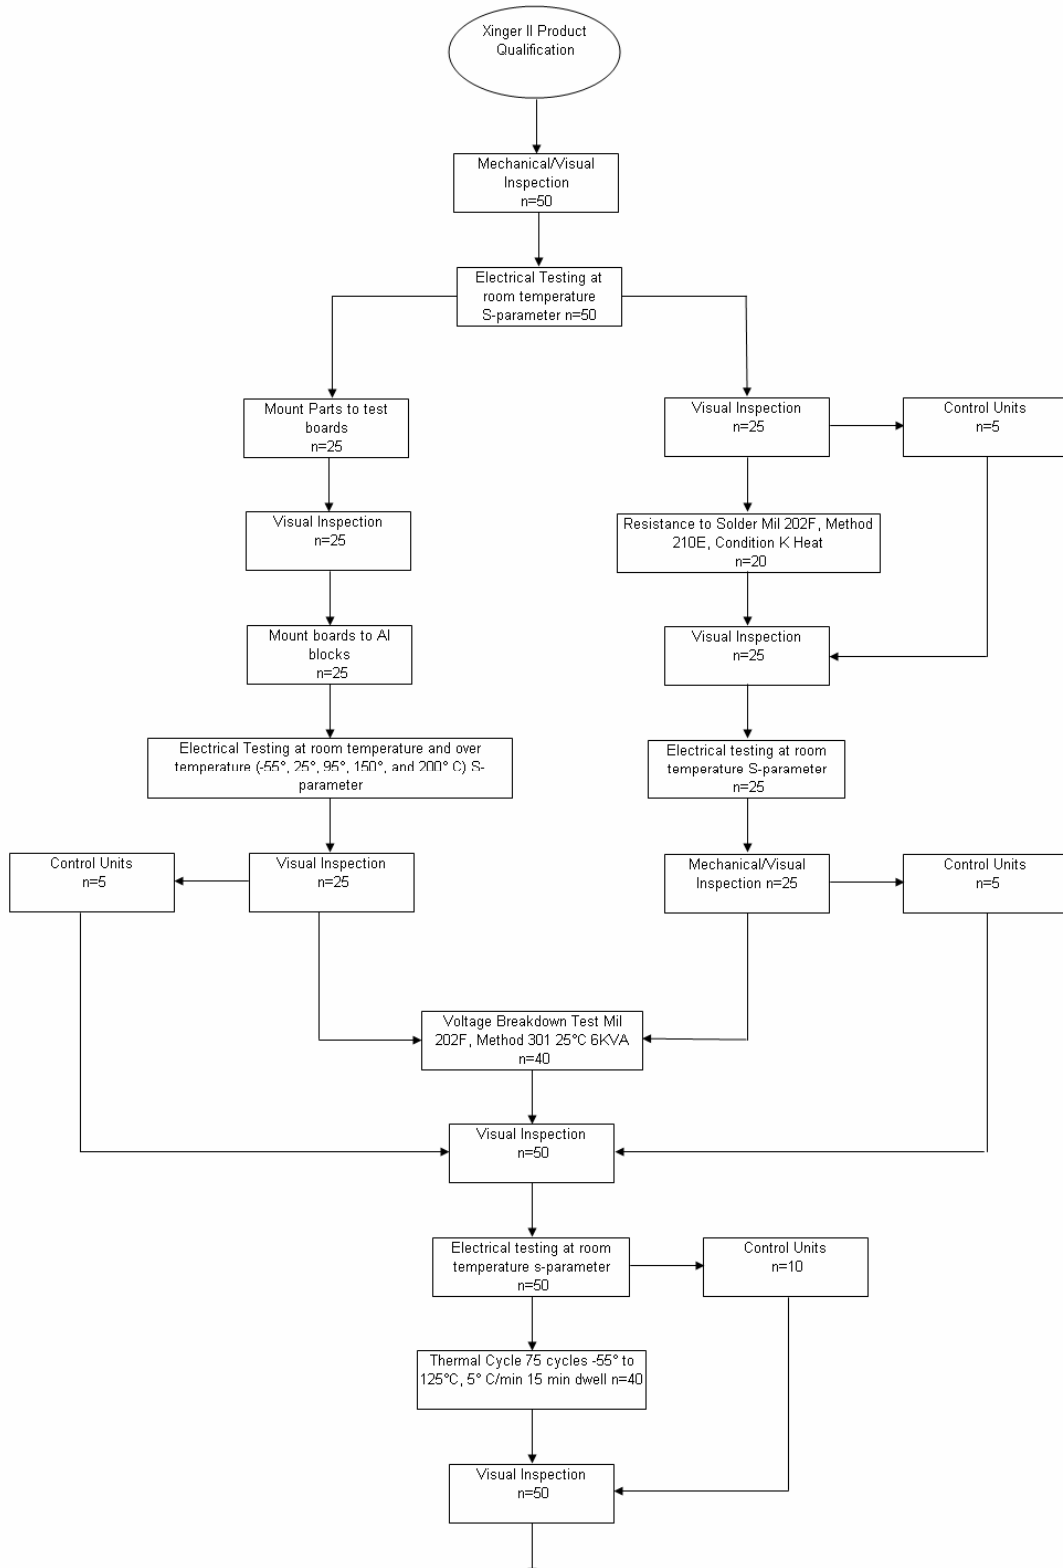 Xinger II Product
Qualification
Mechanical/Visual
Inspection
n=50
Electrical Testing at
room temperature
S-parameter n=50
Mount Parts to test
boards
n=25
Visual Inspection
n=25
Control Units
n=5
Visual Inspection
n=25
Resistance to Solder Mil 202F, Method
210E, Condition K Heat
n=20
Mount boards to Al
blocks
n=25
Visual Inspection
n=25
Electrical Testing at room temperature and over
temperature (-55°, 25°, 95°, 150°, and 200° C) S-
parameter
Electrical testing at room
temperature S-parameter
n=25
Control Units
n=5
Visual Inspection
n=25
Mechanical/Visual
Inspection n=25
Control Units
n=5
Voltage Breakdown Test Mil
202F, Method 301 25°C 6KVA
n=40
Visual Inspection
n=50
Electrical testing at room
temperature s-parameter
n=50
Control Units
n=10
Thermal Cycle 75 cycles -55° to
125°C, 5° C/min 15 min dwell n=40
Visual Inspection
n=50